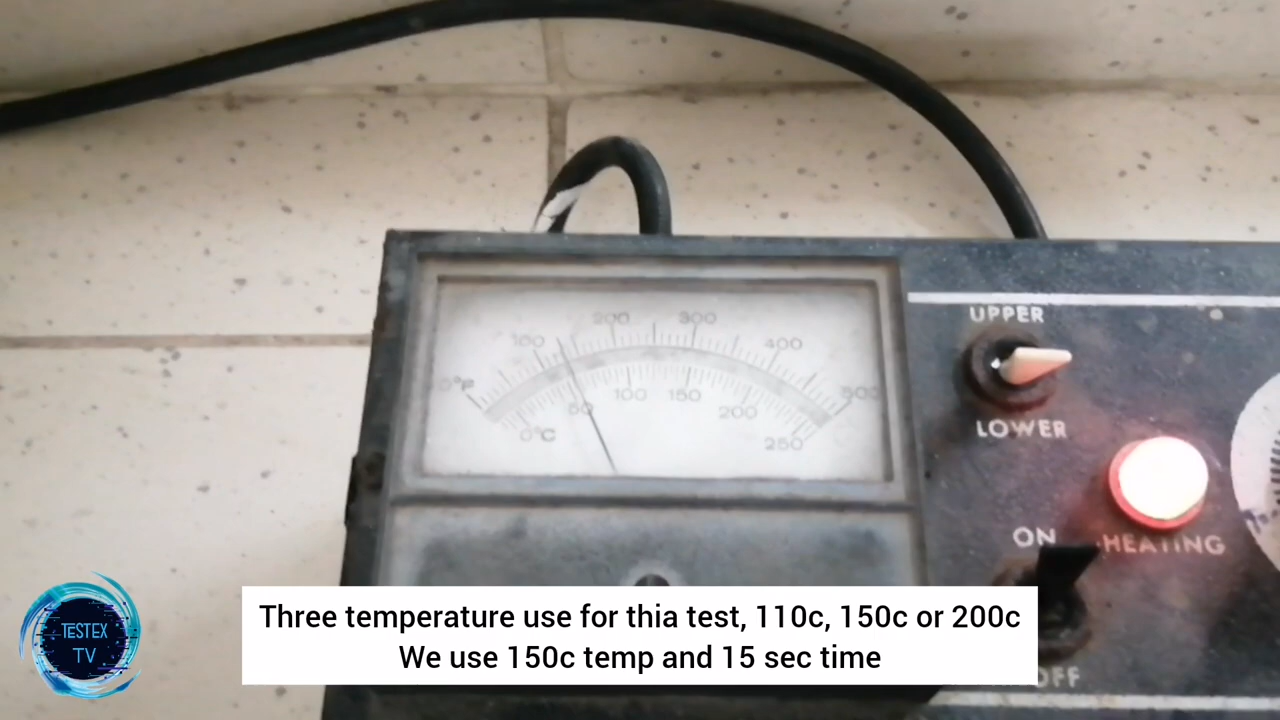 200 300
100 400
0°F 500
50 100 150 200
0°C 250
UPPER
LOWER
ON
HEATING
OFF
Three temperature use for thia test, 110c, 150c or 200c
We use 150c temp and 15 sec time
TESTEX
TV